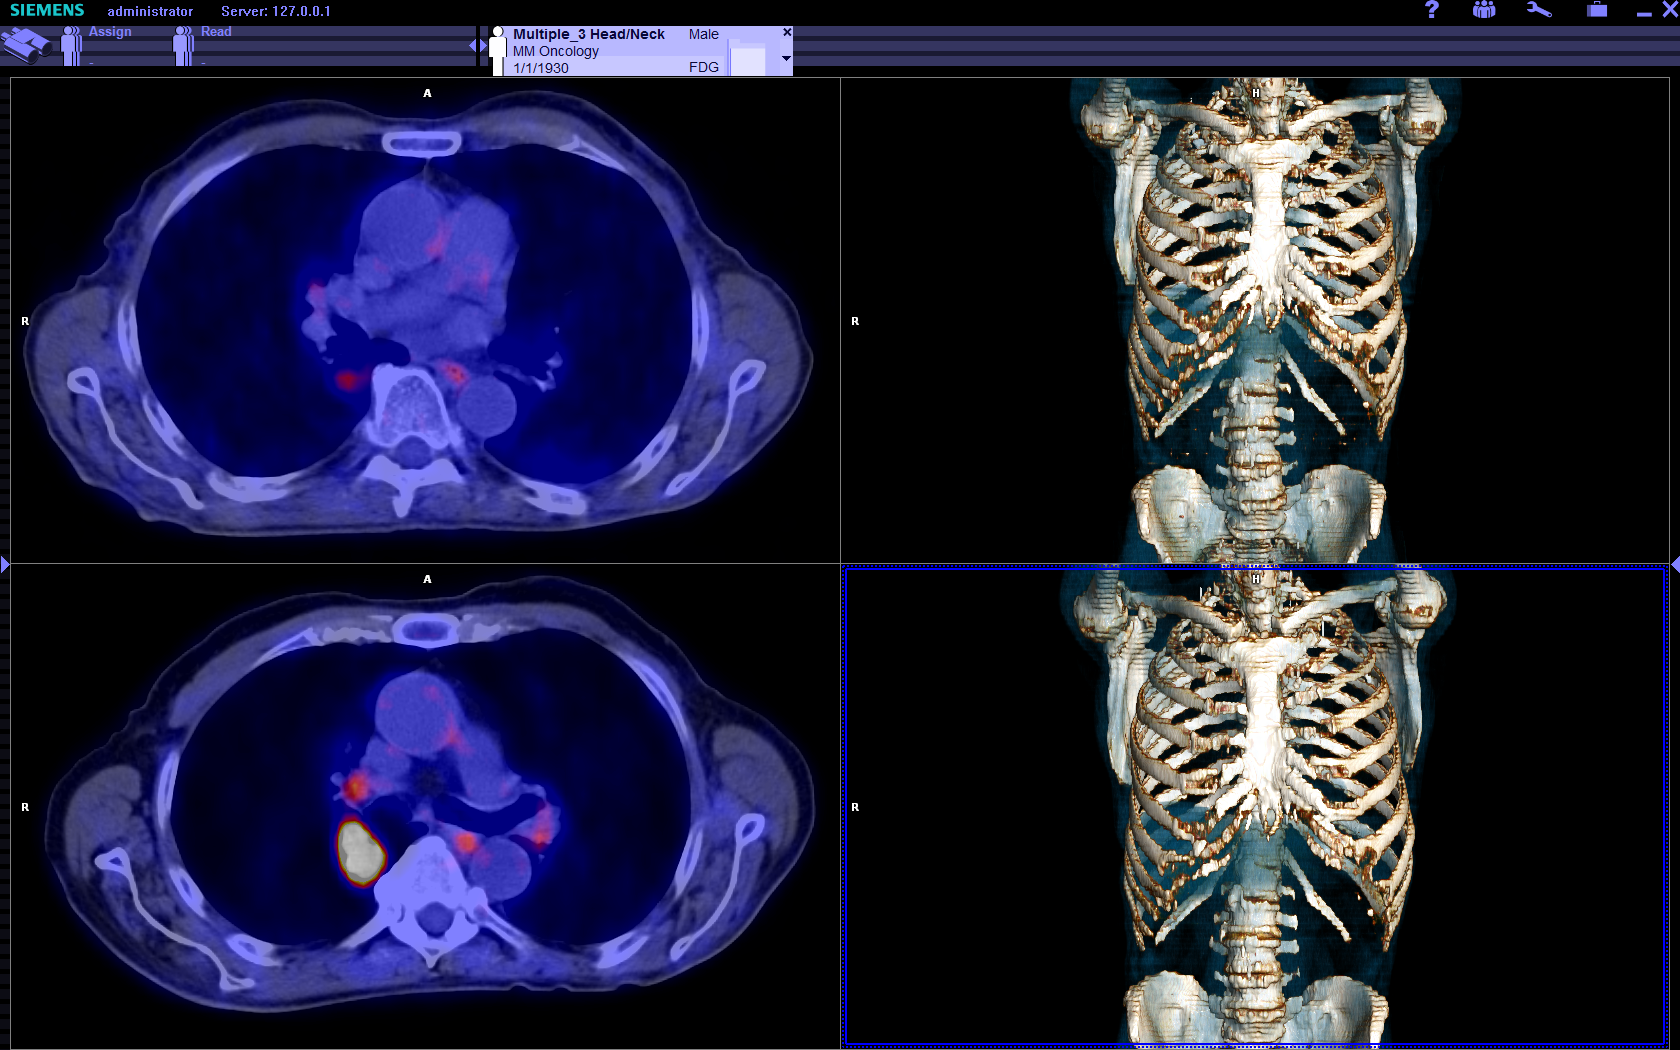 SIEMENS administrator Server: 127.0.0.1
Assign
-
Read
-
Multiple_3 Head/Neck Male
MM Oncology
1/1/1930 FDG
A
R
H
R
A
R
H
R